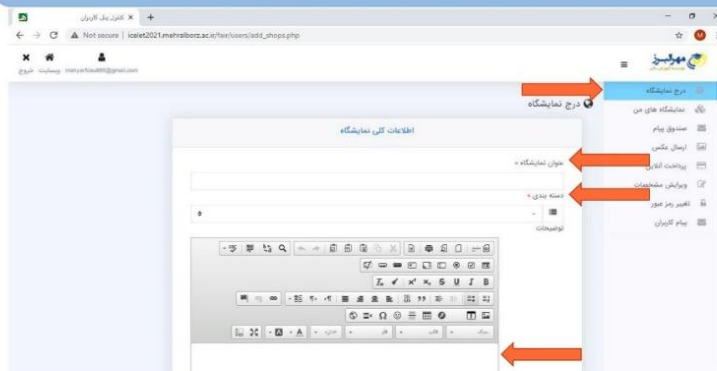 کنترل پنل کاربران
Not secure | icelet2021.mehralborz.ac.ir/fair/users/add_shops.php
M
خروج وبسایت
مهرالبرز
درج نمایشگاه
نمایشگاه های من
صندوق پیام
ارسال عکس
پرداخت آنلاین
ویرایش مشخصات
تغییر رمز عبور
پیام کاربران
درج نمایشگاه
اطلاعات کلی نمایشگاه
عنوان نمایشگاه *
دسته بندی *
توضیحات